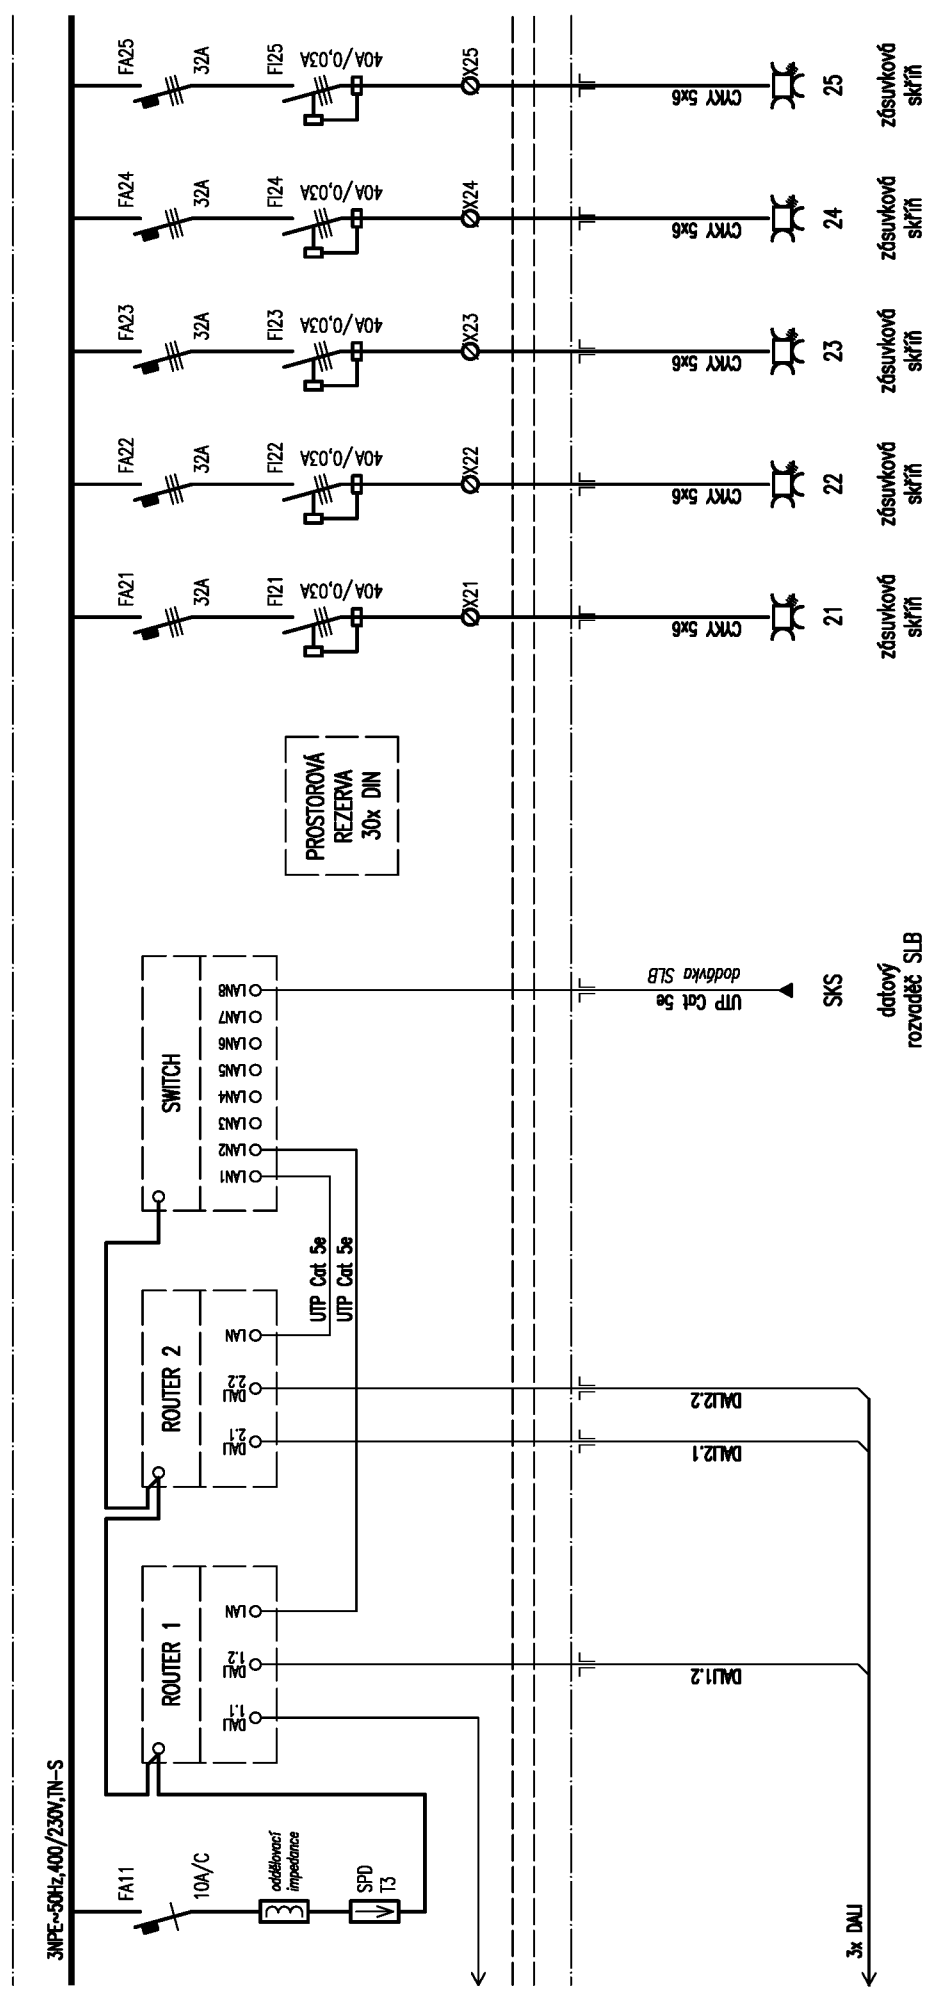 3NPE~50Hz,400/230V,TN-S
FA11
10A/C
oddělovací
impedance
SPD
T3
ROUTER 1
DALI
1.1
DALI
1.2
LAN
ROUTER 2
DALI
2.1
DALI
2.2
LAN
UTP Cat 5e
UTP Cat 5e
SWITCH
LAN1
LAN2
LAN3
LAN4
LAN5
LAN6
LAN7
LAN8
PROSTOROVÁ
REZERVA
30x DIN
3x DALI
DALI1.2
DALI2.1
DALI2.2
UTP Cat 5e
dodávka SLB
SKS
datový
rozvaděč SLB
FA21
32A
FI21
40A/0,03A
X21
CYKY 5x6
21
zásuvková
skříň
FA22
32A
FI22
40A/0,03A
X22
CYKY 5x6
22
zásuvková
skříň
FA23
32A
FI23
40A/0,03A
X23
CYKY 5x6
23
zásuvková
skříň
FA24
32A
FI24
40A/0,03A
X24
CYKY 5x6
24
zásuvková
skříň
FA25
32A
FI25
40A/0,03A
X25
CYKY 5x6
25
zásuvková
skříň